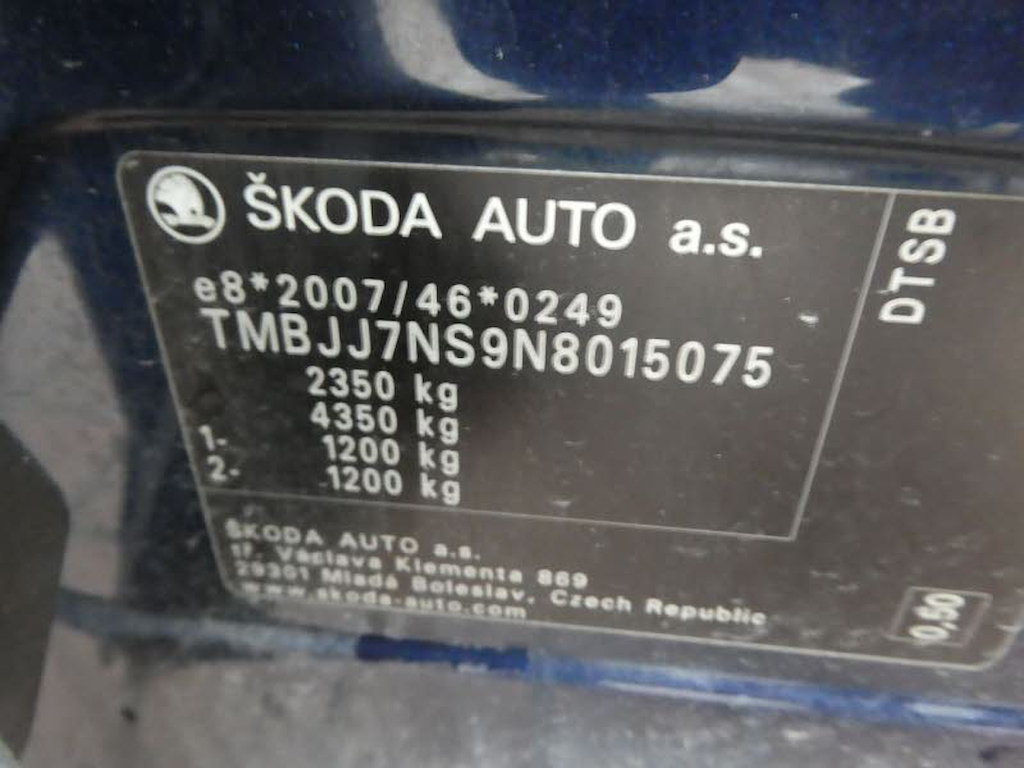 ŠKODA AUTO a.s.
e8*2007/46*0249
TMBJJ7NS9N8015075
2350 kg
4350 kg
1- 1200 kg
2- 1200 kg
DTSB
ŠKODA AUTO a.s.
tř. Václava Klementa 869
29301 Mladá Boleslav, Czech Republic
www.skoda-auto.com
0,50